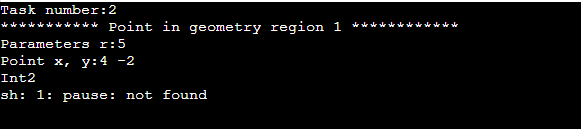 Task number:2
*********** Point in geometry region 1 ************
Parameters r:5
Point x, y:4 -2
Int2
sh: 1: pause: not found